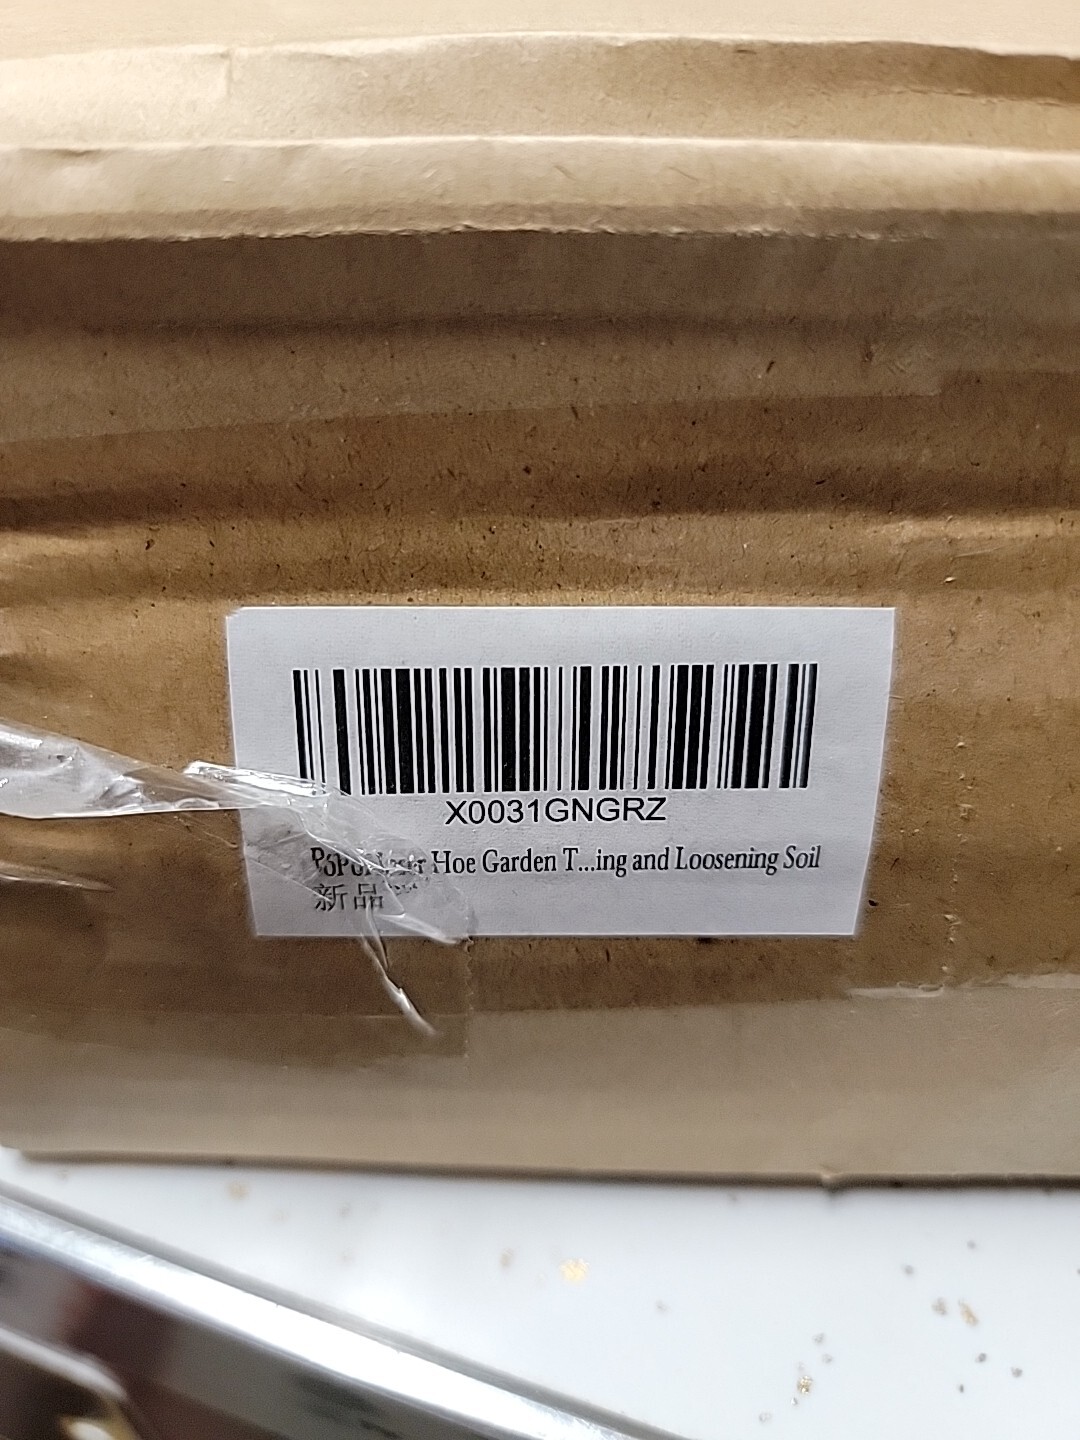 X0031GNGRZ
Hoe Garden T...ing and Loosening Soil
新品